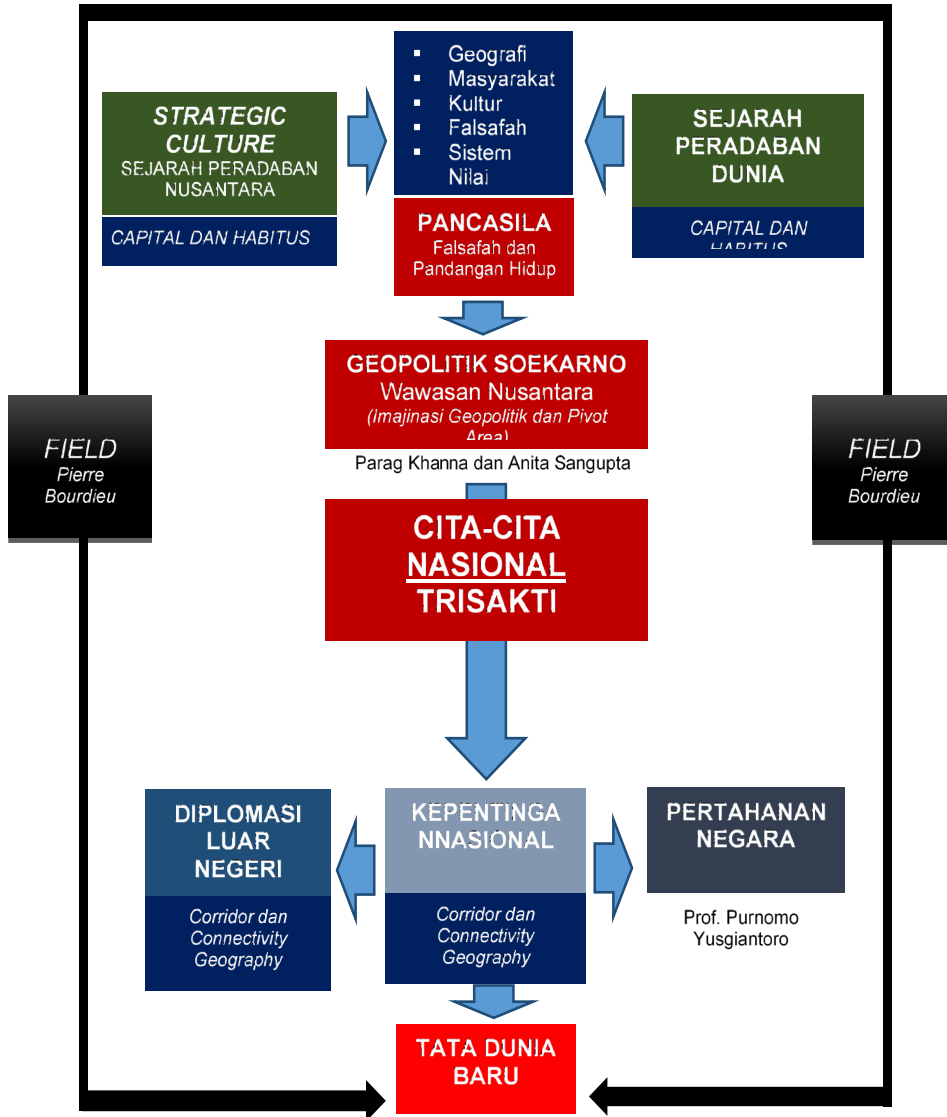 ▪ Geografi
▪ Masyarakat
▪ Kultur
▪ Falsafah
▪ Sistem
Nilai
STRATEGIC
CULTURE
SEJARAH PERADABAN
NUSANTARA
CAPITAL DAN HABITUS
SEJARAH
PERADABAN
DUNIA
CAPITAL DAN
HABITUS
PANCASILA
Falsafah dan
Pandangan Hidup
GEOPOLITIK SOEKARNO
Wawasan Nusantara
(Imajinasi Geopolitik dan Pivot
Area)
Parag Khanna dan Anita Sangupta
FIELD
Pierre
Bourdieu
FIELD
Pierre
Bourdieu
CITA-CITA
NASIONAL
TRISAKTI
DIPLOMASI
LUAR
NEGERI
Corridor dan
Connectivity
Geography
KEPENTINGA
NNASIONAL
Corridor dan
Connectivity
Geography
PERTAHANAN
NEGARA
Prof. Purnomo
Yusgiantoro
TATA DUNIA
BARU